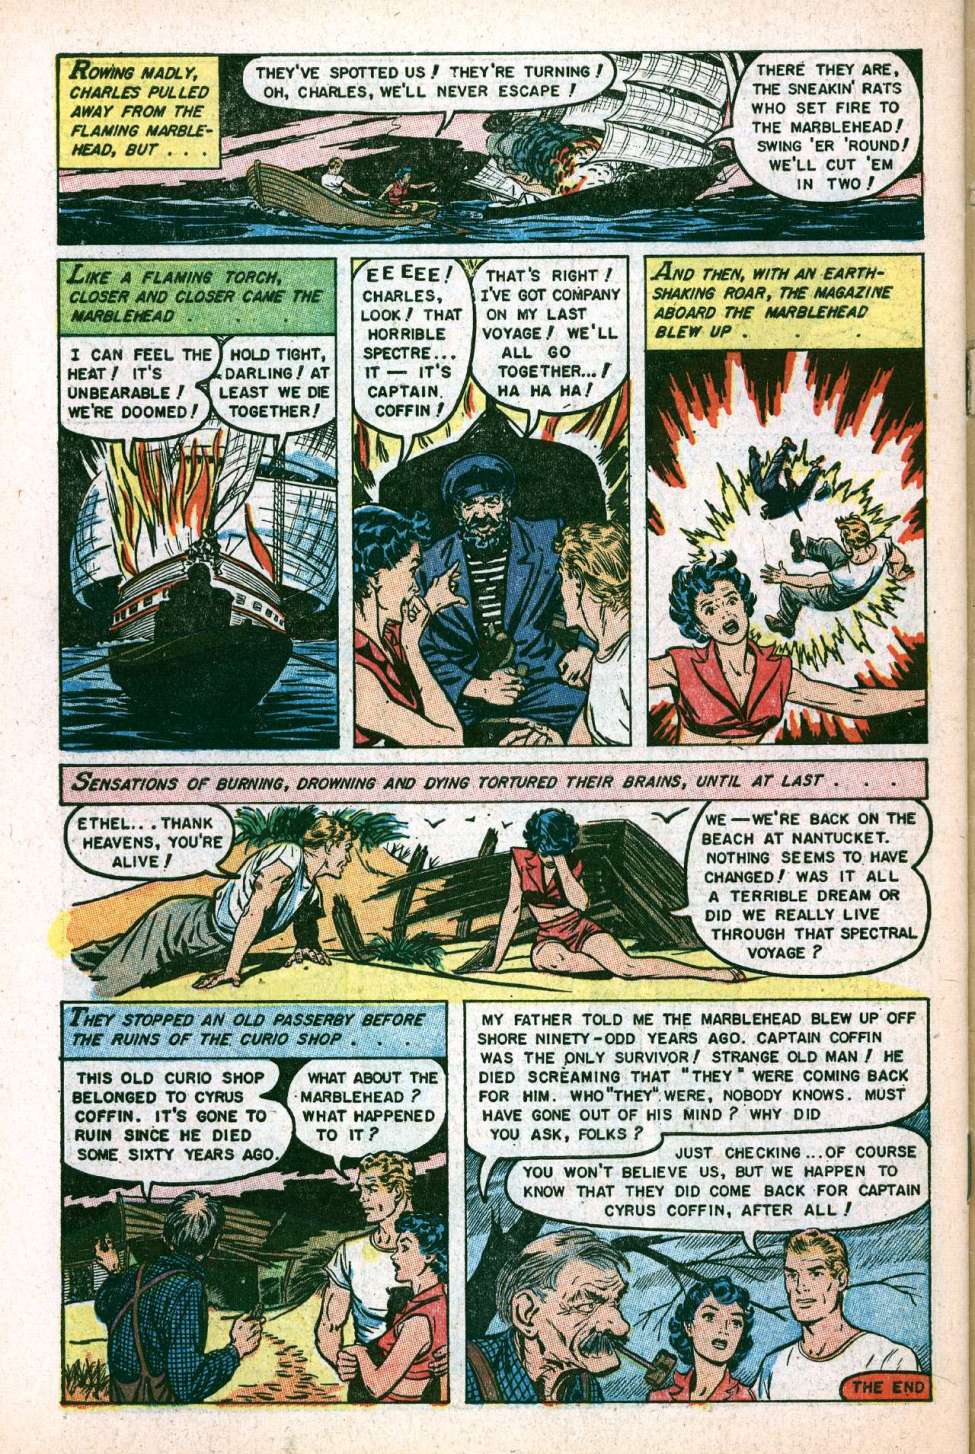 ROWING MADLY,
CHARLES PULLED
AWAY FROM THE
FLAMING MARBLE-
HEAD, BUT . . .
THEY'VE SPOTTED US! THEY'RE TURNING!
OH, CHARLES, WE'LL NEVER ESCAPE!
THERE THEY ARE,
THE SNEAKIN' RATS
WHO SET FIRE TO
THE MARBLEHEAD!
SWING 'ER 'ROUND!
WE'LL CUT 'EM
IN TWO!
LIKE A FLAMING TORCH,
CLOSER AND CLOSER CAME THE
MARBLEHEAD . . .
I CAN FEEL THE
HEAT! IT'S
UNBEARABLE!
WE'RE DOOMED!
HOLD TIGHT,
DARLING! AT
LEAST WE DIE
TOGETHER!
EEEEE!
CHARLES,
LOOK! THAT
HORRIBLE
SPECTRE...
IT — IT'S
CAPTAIN
COFFIN!
THAT'S RIGHT!
I'VE GOT COMPANY
ON MY LAST
VOYAGE! WE'LL
ALL GO
TOGETHER...!
HA HA HA!
AND THEN, WITH AN EARTH-
SHAKING ROAR, THE MAGAZINE
ABOARD THE MARBLEHEAD
BLEW UP . . .
SENSATIONS OF BURNING, DROWNING AND DYING TORTURED THEIR BRAINS, UNTIL AT LAST . . .
ETHEL... THANK
HEAVENS, YOU'RE
ALIVE!
WE — WE'RE BACK ON THE
BEACH AT NANTUCKET.
NOTHING SEEMS TO HAVE
CHANGED! WAS IT ALL
A TERRIBLE DREAM OR
DID WE REALLY LIVE
THROUGH THAT SPECTRAL
VOYAGE?
THEY STOPPED AN OLD PASSERBY BEFORE
THE RUINS OF THE CURIO SHOP . . . .
THIS OLD CURIO SHOP
BELONGED TO CYRUS
COFFIN. IT'S GONE TO
RUIN SINCE HE DIED
SOME SIXTY YEARS AGO.
WHAT ABOUT THE
MARBLEHEAD?
WHAT HAPPENED
TO IT?
MY FATHER TOLD ME THE MARBLEHEAD BLEW UP OFF
SHORE NINETY-ODD YEARS AGO. CAPTAIN COFFIN
WAS THE ONLY SURVIVOR! STRANGE OLD MAN! HE
DIED SCREAMING THAT "THEY" WERE COMING BACK
FOR HIM. WHO "THEY" WERE, NOBODY KNOWS. MUST
HAVE GONE OUT OF HIS MIND? WHY DID
YOU ASK, FOLKS?
JUST CHECKING...OF COURSE
YOU WON'T BELIEVE US, BUT WE HAPPEN TO
KNOW THAT THEY DID COME BACK FOR CAPTAIN
CYRUS COFFIN, AFTER ALL!
THE END